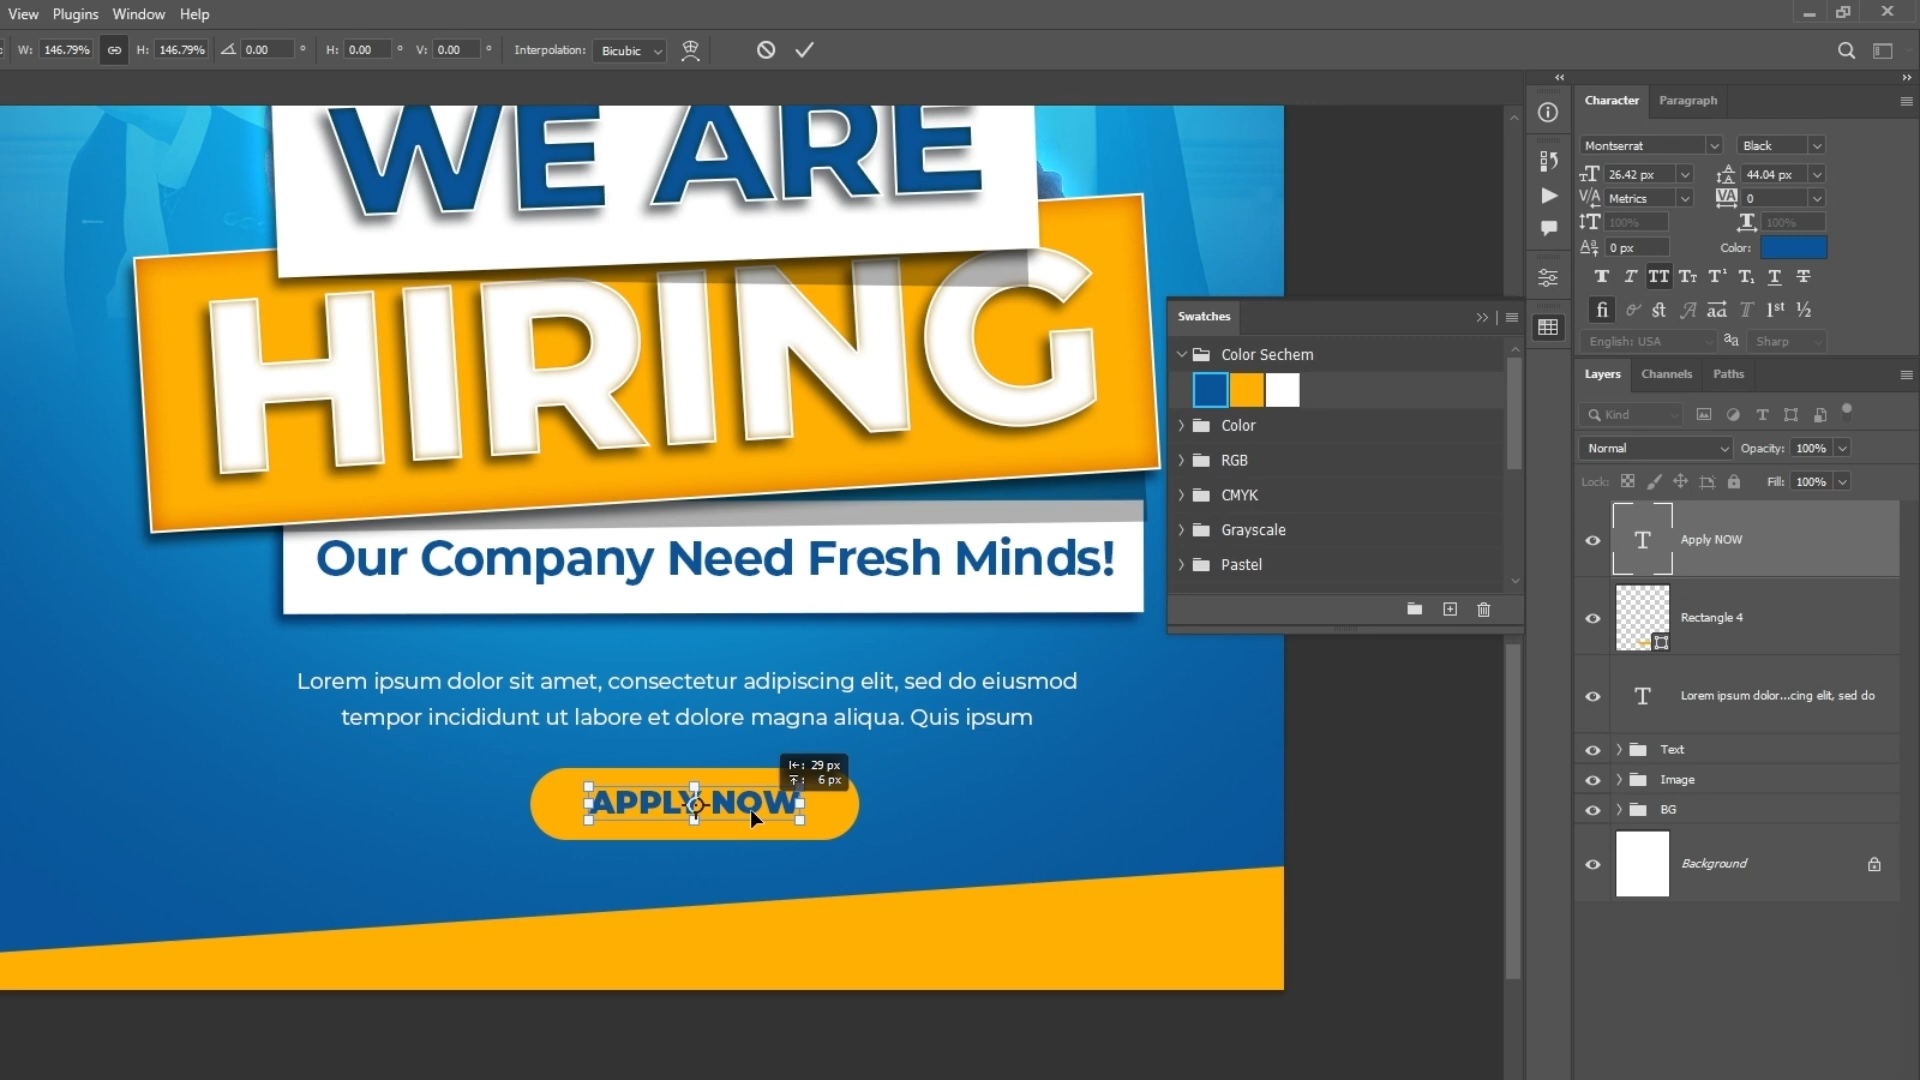 View Plugins Window Help
W: 146.79% H: 146.79% 0.00 ° H: 0.00 ° V: 0.00 ° Interpolation: Bicubic
WE ARE
HIRING
Our Company Need Fresh Minds!
Lorem ipsum dolor sit amet, consectetur adipiscing elit, sed do eiusmod
tempor incididunt ut labore et dolore magna aliqua. Quis ipsum
29 px
6 px
APPLY NOW
Swatches
Color Sechem
Color
RGB
CMYK
Grayscale
Pastel
Character Paragraph
Montserrat Black
26.42 px 44.04 px
Metrics 0
100% 100%
0 px Color:
English: USA Sharp
Layers Channels Paths
Kind
Normal Opacity: 100%
Lock: Fill: 100%
Apply NOW
Rectangle 4
Lorem ipsum dolor...cing elit, sed do
Text
Image
BG
Background